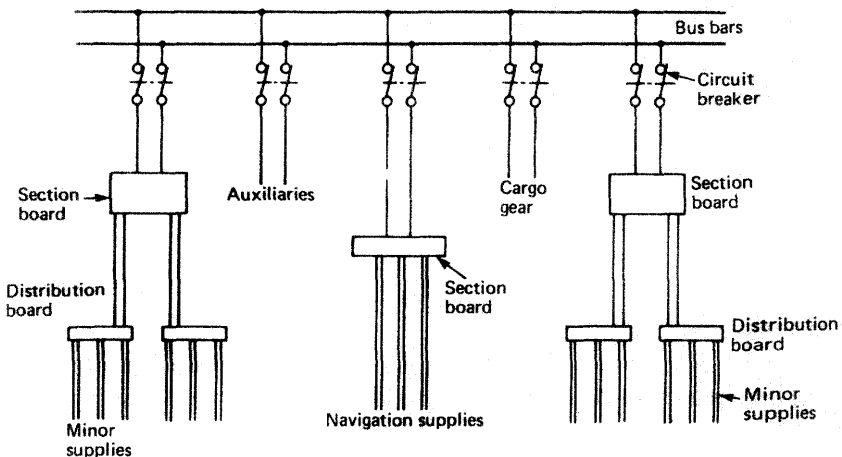 Bus bars
Circuit
breaker
Section
board
Auxiliaries
Cargo
gear
Section
board
Section
board
Distribution
board
Distribution
board
Minor
supplies
Navigation supplies
Minor
supplies